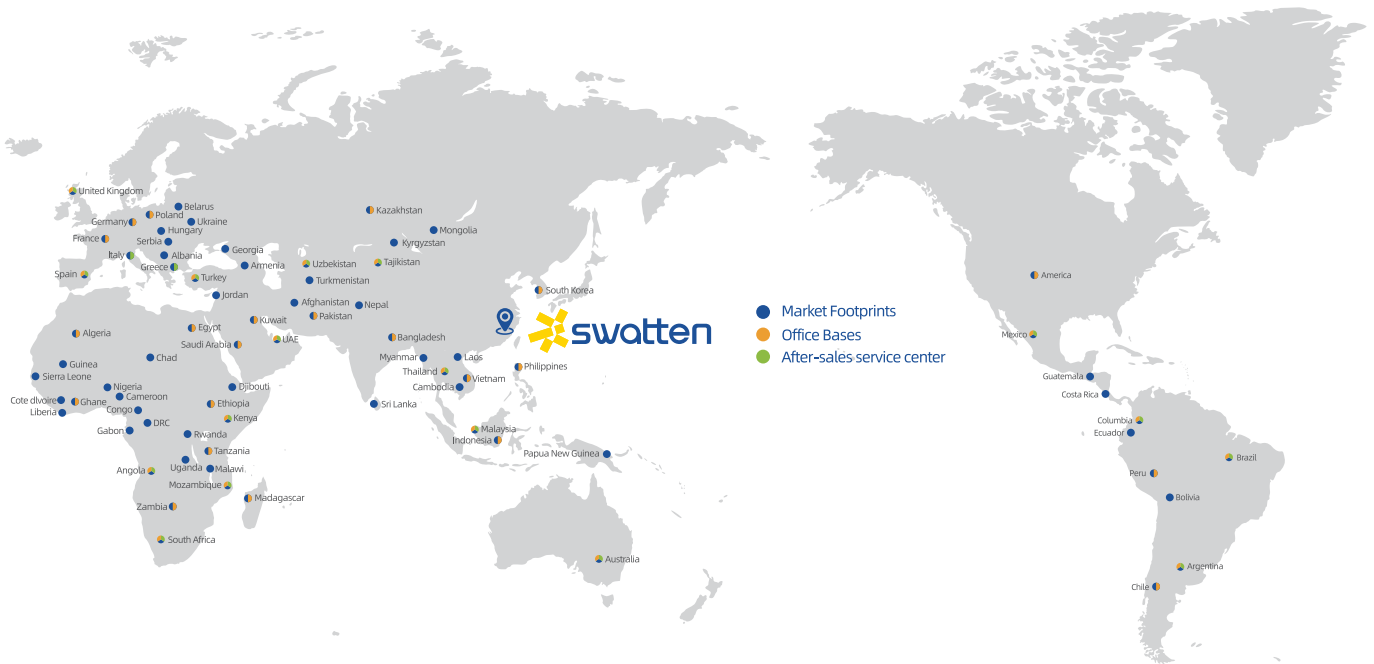 United Kingdom
Belarus
Poland
Germany
Ukraine
Hungary
France
Serbia
Italy
Albania
Greece
Spain
Turkey
Georgia
Armenia
Jordan
Kazakhstan
Mongolia
Kyrgyzstan
Uzbekistan
Tajikistan
Turkmenistan
Afghanistan
Nepal
Pakistan
South Korea
Kuwait
Egypt
UAE
Saudi Arabia
Algeria
Chad
Guinea
Sierra Leone
Nigeria
Cameroon
Cote dlvoire
Ghane
Congo
Liberia
DRC
Gabon
Djibouti
Ethiopia
Kenya
Rwanda
Tanzania
Uganda
Malawi
Angola
Mozambique
Madagascar
Zambia
South Africa
Bangladesh
Myanmar
Laos
Thailand
Vietnam
Cambodia
Philippines
Sri Lanka
Malaysia
Indonesia
Papua New Guinea
Australia
swatten
Market Footprints
Office Bases
After-sales service center
America
Mexico
Guatemala
Costa Rica
Columbia
Ecuador
Brazil
Peru
Bolivia
Argentina
Chile